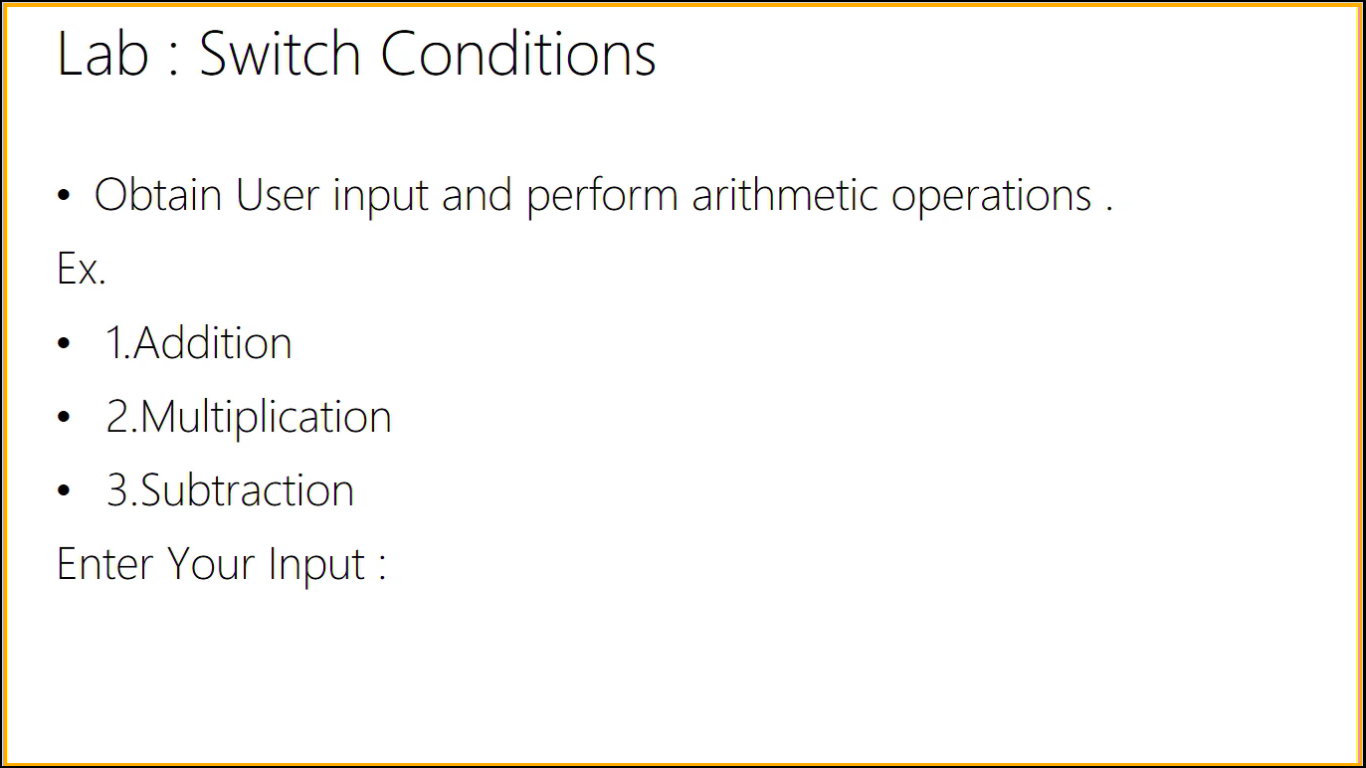 Lab : Switch Conditions
• Obtain User input and perform arithmetic operations .
Ex.
• 1.Addition
• 2.Multiplication
• 3.Subtraction
Enter Your Input :